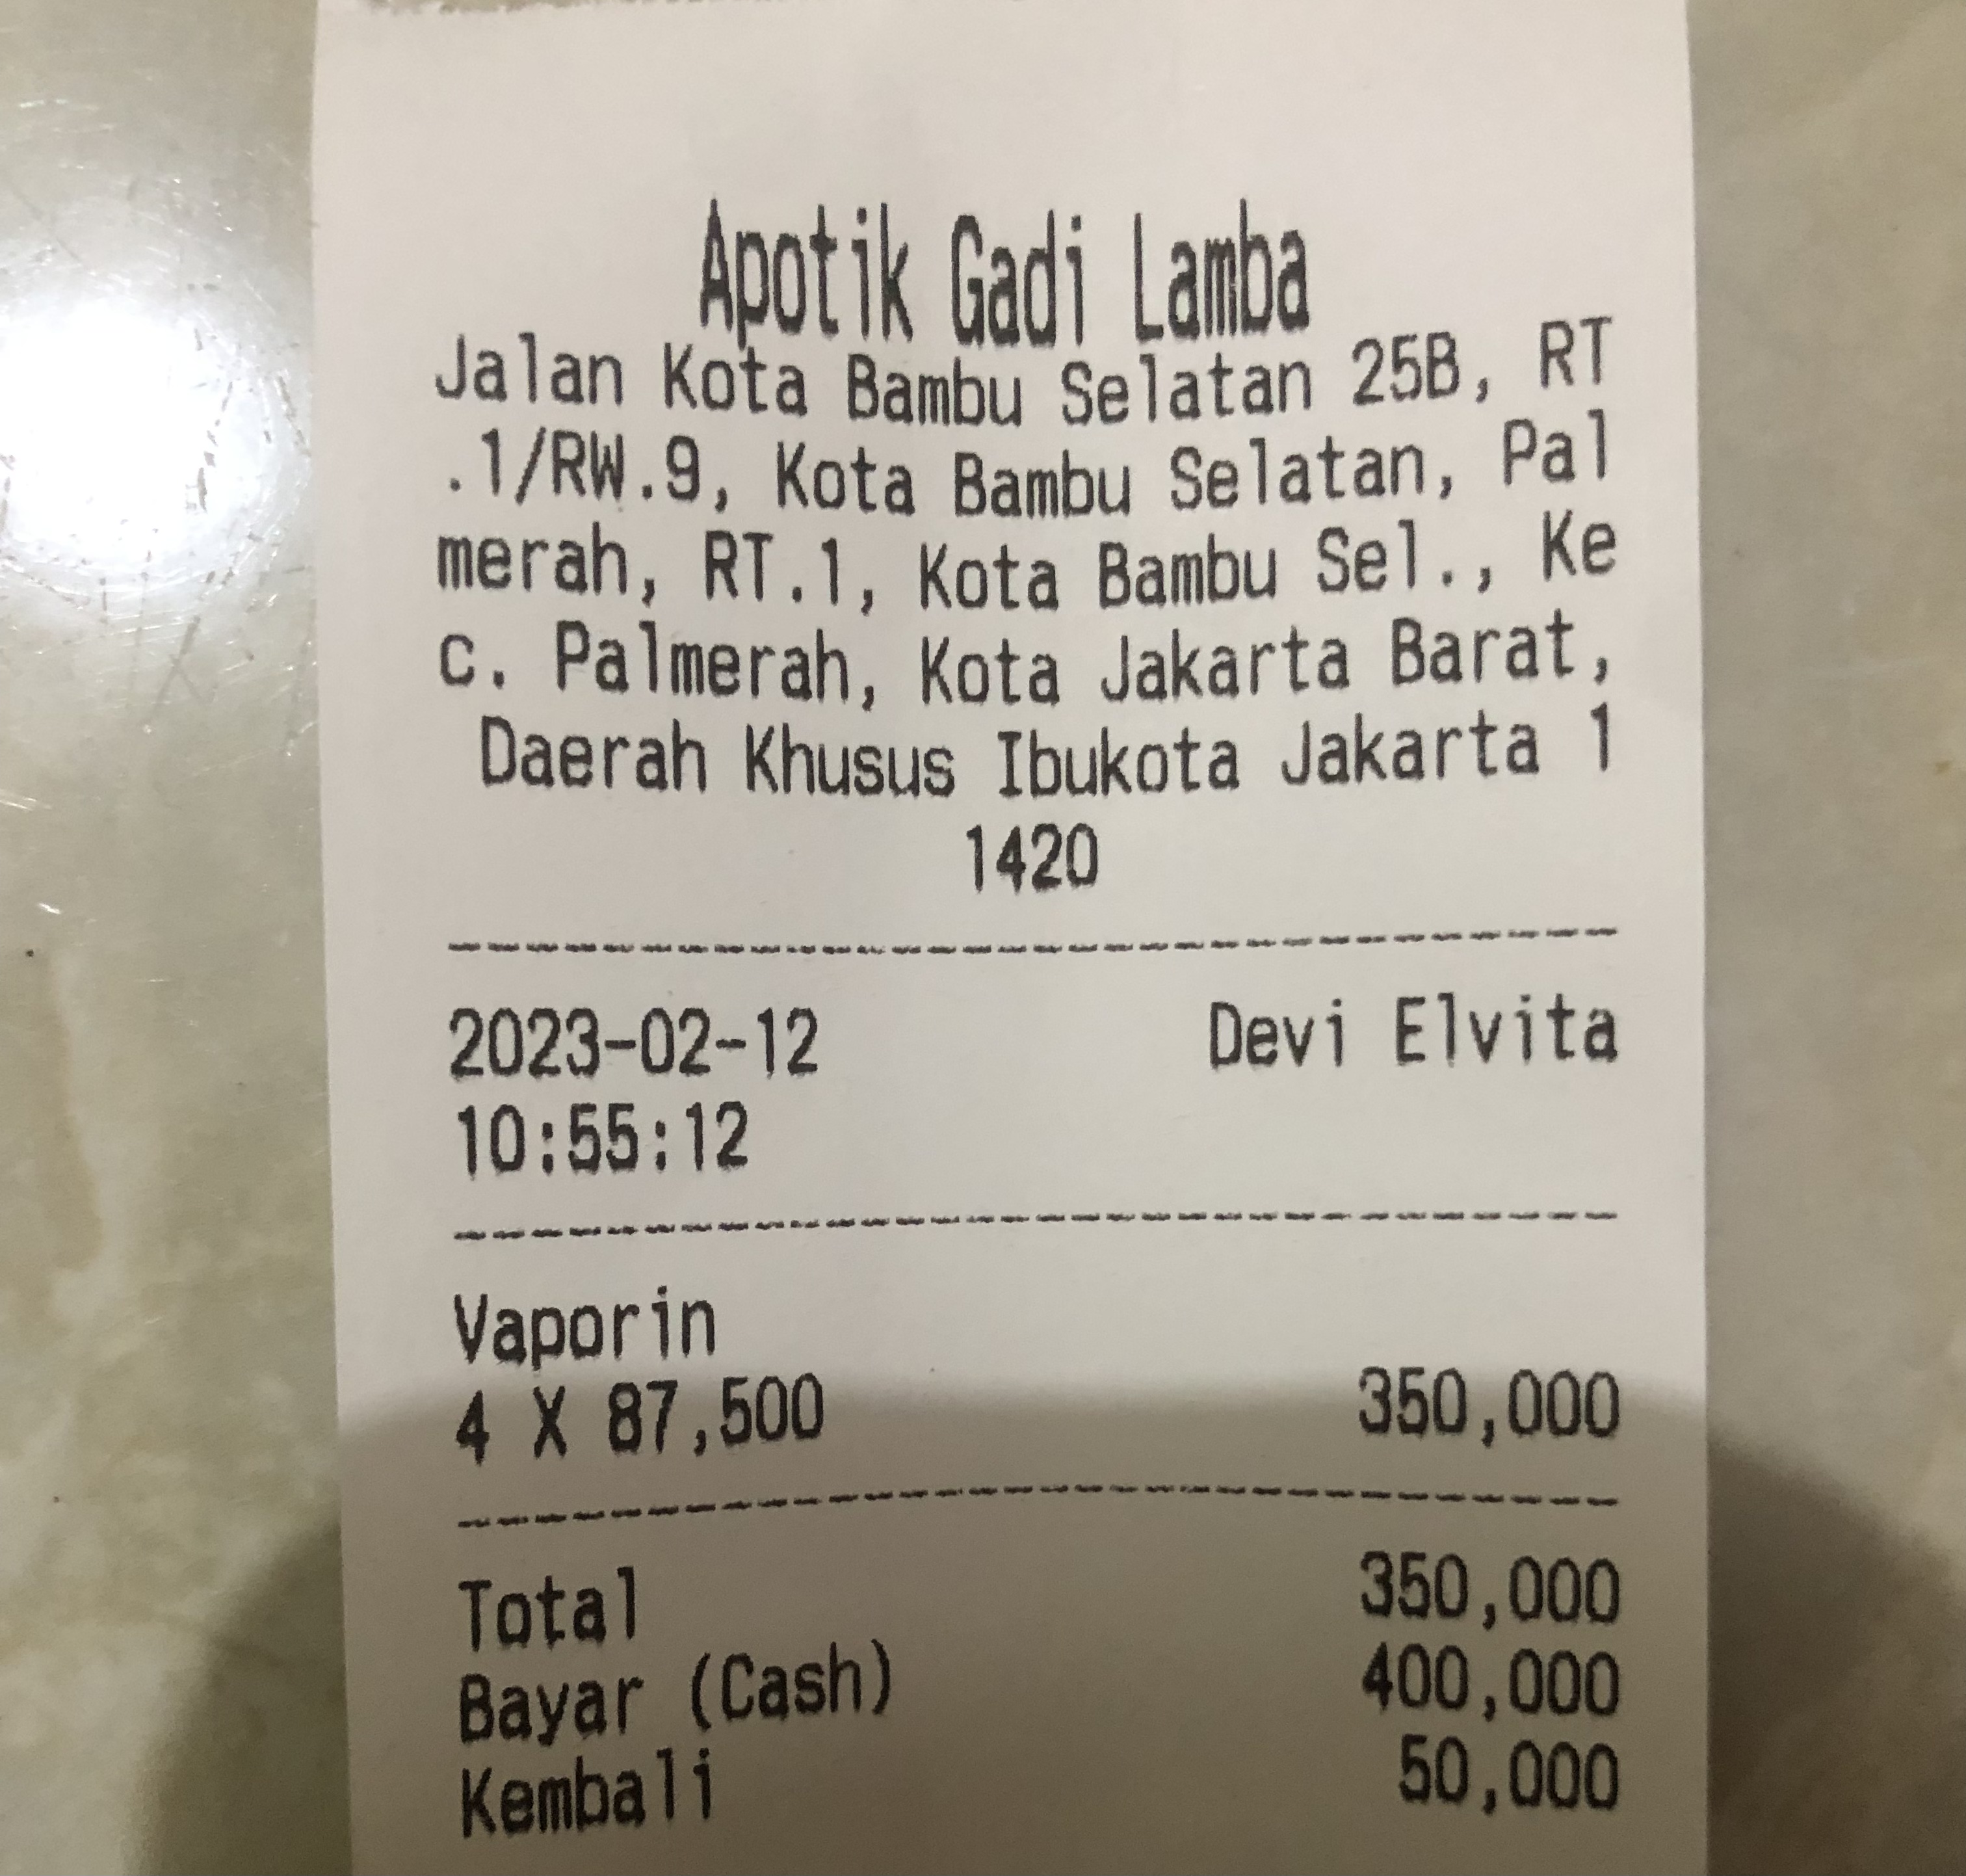 Apotik Gadi Lamba
Jalan Kota Bambu Selatan 25B, RT
.1/RW.9, Kota Bambu Selatan, Pal
merah, RT.1, Kota Bambu Sel., Ke
c. Palmerah, Kota Jakarta Barat,
Daerah Khusus Ibukota Jakarta 1
1420
--------------------------------
2023-02-12 Devi Elvita
10:55:12
--------------------------------
Vaporin
4 X 87,500 350,000
--------------------------------
Total 350,000
Bayar (Cash) 400,000
Kembali 50,000